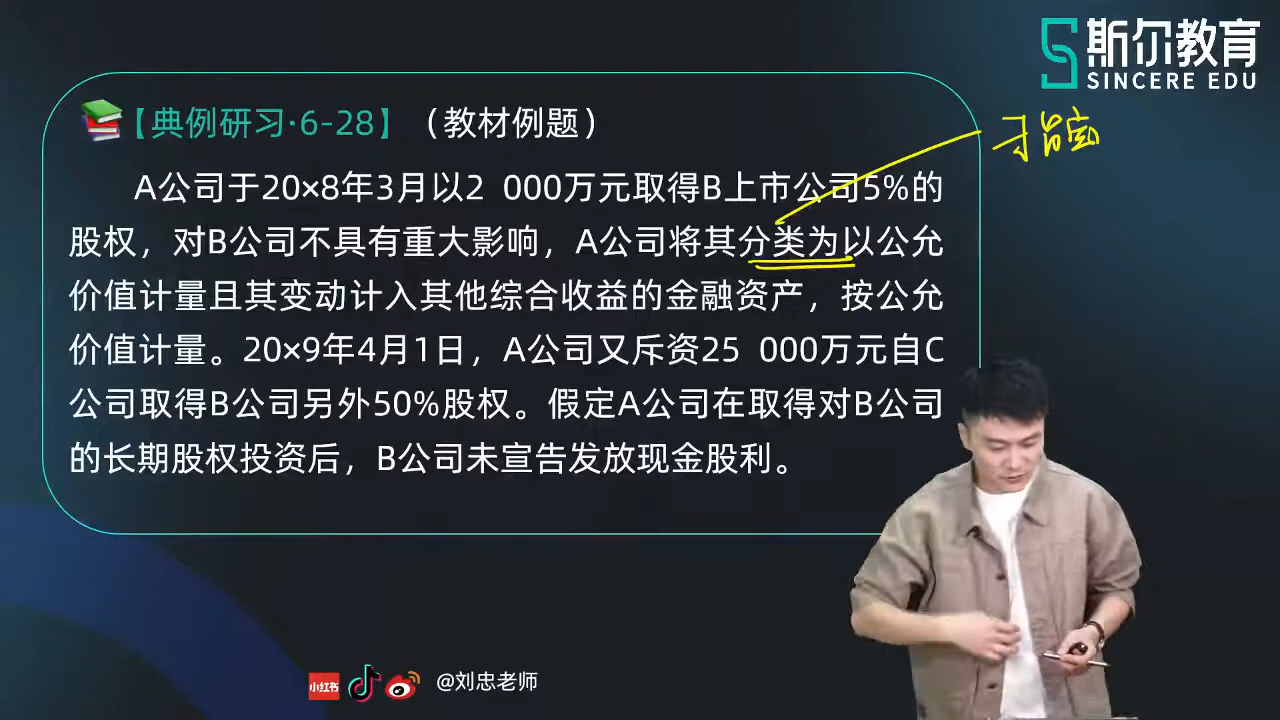 斯尔教育
SINCERE EDU
【典例研习·6-28】（教材例题）
指定
A公司于20×8年3月以2 000万元取得B上市公司5%的
股权，对B公司不具有重大影响，A公司将其分类为以公允
价值计量且其变动计入其他综合收益的金融资产，按公允
价值计量。20×9年4月1日，A公司又斥资25 000万元自C
公司取得B公司另外50%股权。假定A公司在取得对B公司
的长期股权投资后，B公司未宣告发放现金股利。
小红书
@刘忠老师